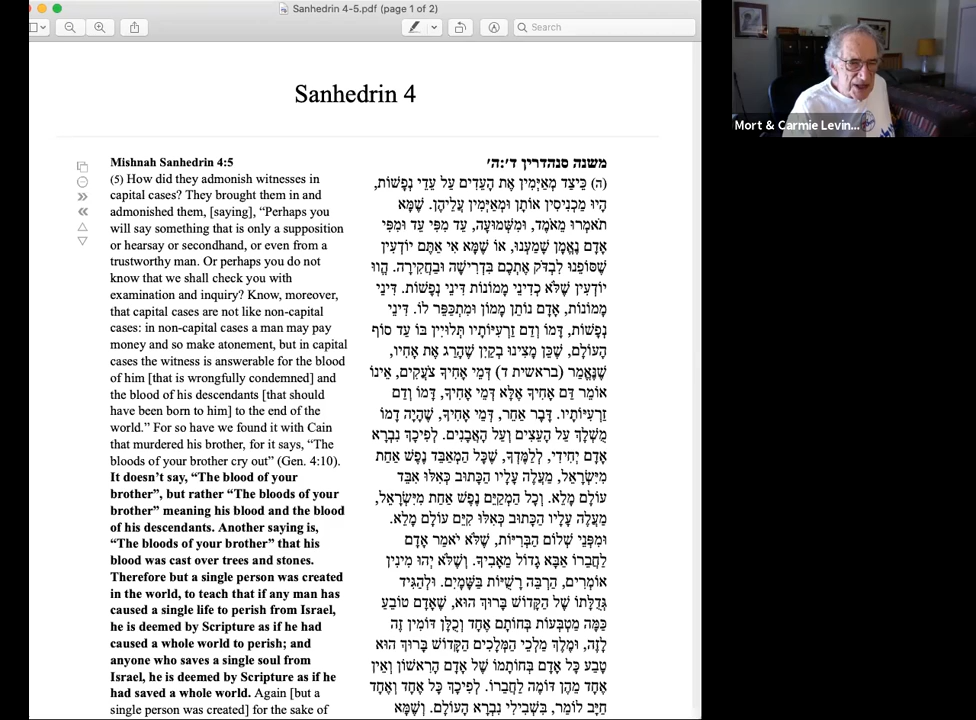 Sanhedrin 4-5.pdf (page 1 of 2)
Search
Mort & Carmie Levin...
Sanhedrin 4
Mishnah Sanhedrin 4:5
(5) How did they admonish witnesses in
capital cases? They brought them in and
admonished them, [saying], “Perhaps you
will say something that is only a supposition
or hearsay or secondhand, or even from a
trustworthy man. Or perhaps you do not
know that we shall check you with
examination and inquiry? Know, moreover,
that capital cases are not like non-capital
cases: in non-capital cases a man may pay
money and so make atonement, but in capital
cases the witness is answerable for the blood
of him [that is wrongfully condemned] and
the blood of his descendants [that should
have been born to him] to the end of the
world.” For so have we found it with Cain
that murdered his brother, for it says, “The
bloods of your brother cry out” (Gen. 4:10).
It doesn’t say, “The blood of your
brother”, but rather “The bloods of your
brother” meaning his blood and the blood
of his descendants. Another saying is,
“The bloods of your brother” that his
blood was cast over trees and stones.
Therefore but a single person was created
in the world, to teach that if any man has
caused a single life to perish from Israel,
he is deemed by Scripture as if he had
caused a whole world to perish; and
anyone who saves a single soul from
Israel, he is deemed by Scripture as if he
had saved a whole world. Again [but a
single person was created] for the sake of
משנה סנהדרין ד׳:ה׳
(ה) כֵּיצַד מְאַיְּמִין אֶת הָעֵדִים עַל עֵדֵי נְפָשׁוֹת,
הָיוּ מַכְנִיסִין אוֹתָן וּמְאַיְּמִין עֲלֵיהֶן. שֶׁמָּא
תֹאמְרוּ מֵאֹמֶד, וּמִשְּׁמוּעָה, עֵד מִפִּי עֵד וּמִפִּי
אָדָם נֶאֱמָן שָׁמַעְנוּ, אוֹ שֶׁמָּא אִי אַתֶּם יוֹדְעִין
שֶׁסּוֹפֵנוּ לִבְדֹּק אֶתְכֶם בִּדְרִישָׁה וּבַחֲקִירָה. הֱווּ
יוֹדְעִין שֶׁלֹּא כְדִינֵי מָמוֹנוֹת דִּינֵי נְפָשׁוֹת. דִּינֵי
מָמוֹנוֹת, אָדָם נוֹתֵן מָמוֹן וּמִתְכַּפֵּר לוֹ. דִּינֵי
נְפָשׁוֹת, דָּמוֹ וְדַם זַרְעִיּוֹתָיו תְּלוּיִין בּוֹ עַד סוֹף
הָעוֹלָם, שֶׁכֵּן מָצִינוּ בְקַיִן שֶׁהָרַג אֶת אָחִיו,
שֶׁנֶּאֱמַר (בראשית ד) דְּמֵי אָחִיךָ צֹעֲקִים, אֵינוֹ
אוֹמֵר דַּם אָחִיךָ אֶלָּא דְּמֵי אָחִיךָ, דָּמוֹ וְדַם
זַרְעִיּוֹתָיו. דָּבָר אַחֵר, דְּמֵי אָחִיךָ, שֶׁהָיָה דָמוֹ
מֻשְׁלָךְ עַל הָעֵצִים וְעַל הָאֲבָנִים. לְפִיכָךְ נִבְרָא
אָדָם יְחִידִי, לְלַמֶּדְךָ, שֶׁכָּל הַמְאַבֵּד נֶפֶשׁ אַחַת
מִיִּשְׂרָאֵל, מַעֲלֶה עָלָיו הַכָּתוּב כְּאִלּוּ אִבֵּד
עוֹלָם מָלֵא. וְכָל הַמְקַיֵּם נֶפֶשׁ אַחַת מִיִּשְׂרָאֵל,
מַעֲלֶה עָלָיו הַכָּתוּב כְּאִלּוּ קִיֵּם עוֹלָם מָלֵא.
וּמִפְּנֵי שְׁלוֹם הַבְּרִיּוֹת, שֶׁלֹּא יֹאמַר אָדָם
לַחֲבֵרוֹ אַבָּא גָדוֹל מֵאָבִיךָ. וְשֶׁלֹּא יְהוּ מִינִין
אוֹמְרִים, הַרְבֵּה רָשֻׁיּוֹת בַּשָּׁמָיִם. וּלְהַגִּיד
גְּדֻלָּתוֹ שֶׁל הַקָּדוֹשׁ בָּרוּךְ הוּא, שֶׁאָדָם טוֹבֵעַ
כַּמָּה מַטְבְּעוֹת בְּחוֹתָם אֶחָד וְכֻלָּן דּוֹמִין זֶה
לָזֶה, וּמֶלֶךְ מַלְכֵי הַמְּלָכִים הַקָּדוֹשׁ בָּרוּךְ הוּא
טָבַע כָּל אָדָם בְּחוֹתָמוֹ שֶׁל אָדָם הָרִאשׁוֹן וְאֵין
אֶחָד מֵהֶן דּוֹמֶה לַחֲבֵרוֹ. לְפִיכָךְ כָּל אֶחָד וְאֶחָד
חַיָּב לוֹמַר, בִּשְׁבִילִי נִבְרָא הָעוֹלָם. וְשֶׁמָּא